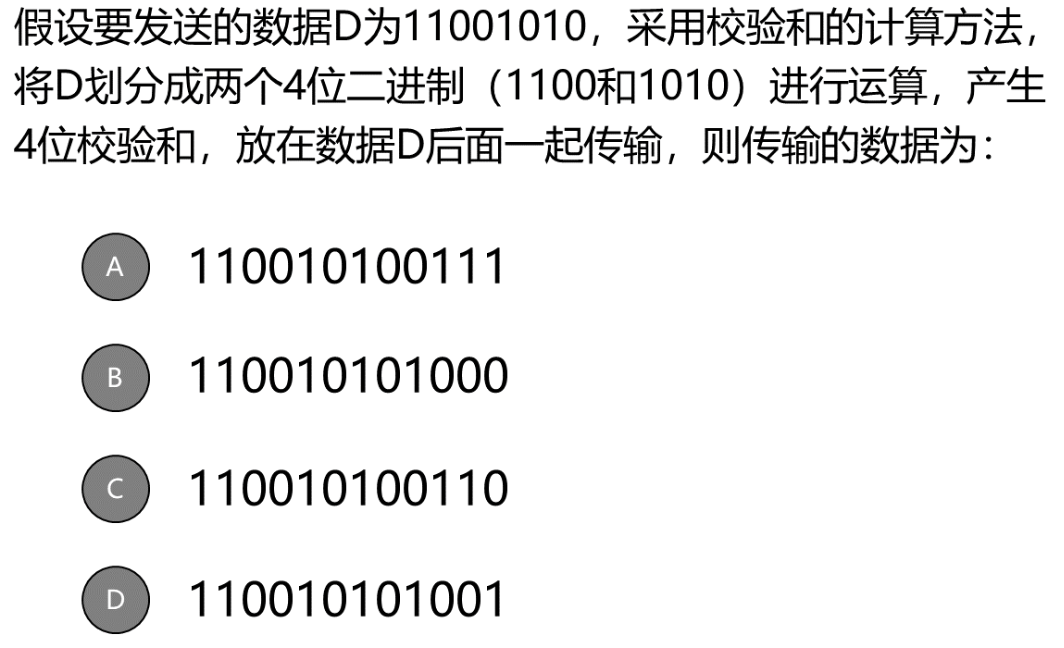 假设要发送的数据D为11001010，采用校验和的计算方法，
将D划分成两个4位二进制（1100和1010）进行运算，产生
4位校验和，放在数据D后面一起传输，则传输的数据为：
A 110010100111
B 110010101000
C 110010100110
D 110010101001